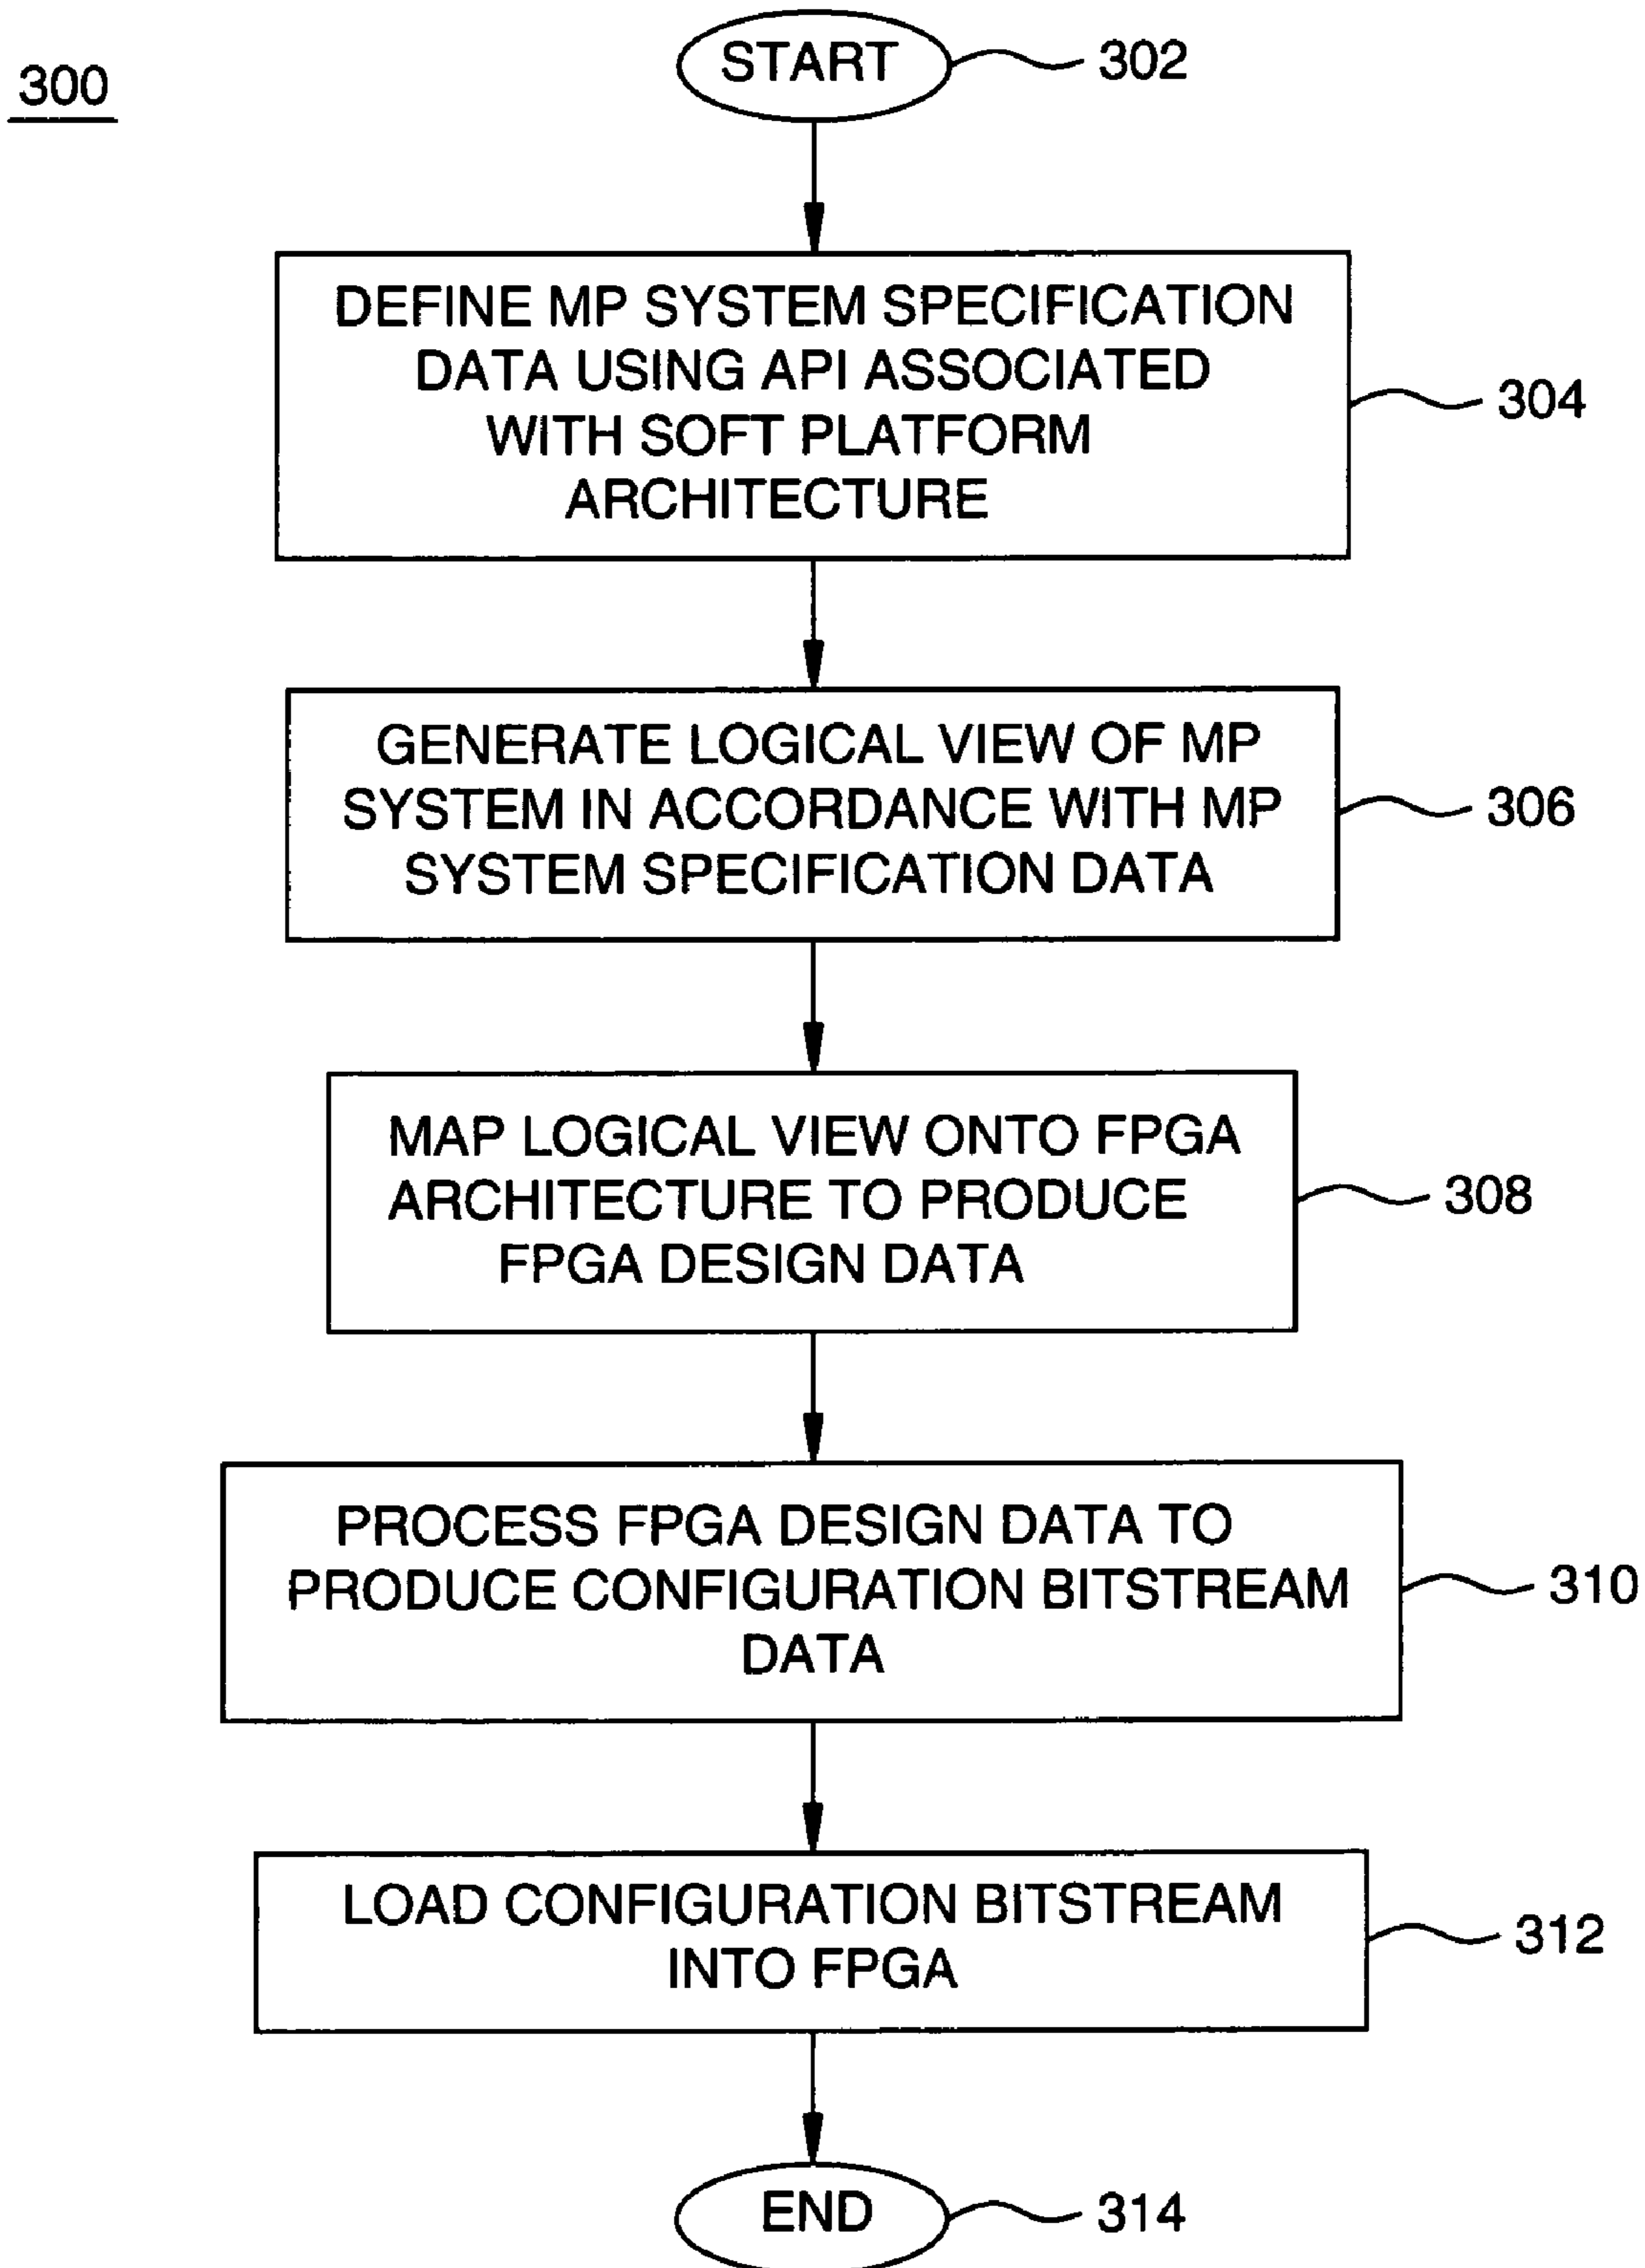 300
START
302
DEFINE MP SYSTEM SPECIFICATION
DATA USING API ASSOCIATED
WITH SOFT PLATFORM
ARCHITECTURE
304
GENERATE LOGICAL VIEW OF MP
SYSTEM IN ACCORDANCE WITH MP
SYSTEM SPECIFICATION DATA
306
MAP LOGICAL VIEW ONTO FPGA
ARCHITECTURE TO PRODUCE
FPGA DESIGN DATA
308
PROCESS FPGA DESIGN DATA TO
PRODUCE CONFIGURATION BITSTREAM
DATA
310
LOAD CONFIGURATION BITSTREAM
INTO FPGA
312
END
314